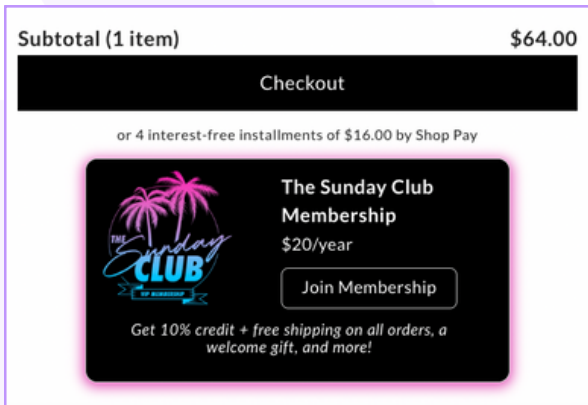 Subtotal (1 item) $64.00
Checkout
or 4 interest-free installments of $16.00 by Shop Pay
THE
Sunday
CLUB
VIP MEMBERSHIP
The Sunday Club
Membership
$20/year
Join Membership
Get 10% credit + free shipping on all orders, a
welcome gift, and more!